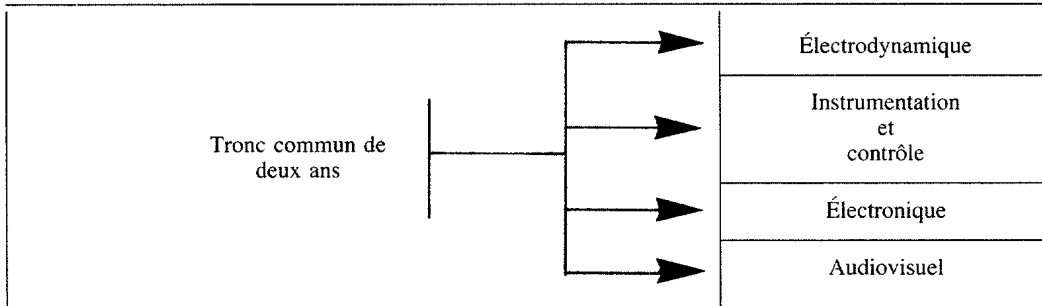 Tronc commun de
deux ans
Électrodynamique
Instrumentation
et
contrôle
Électronique
Audiovisuel